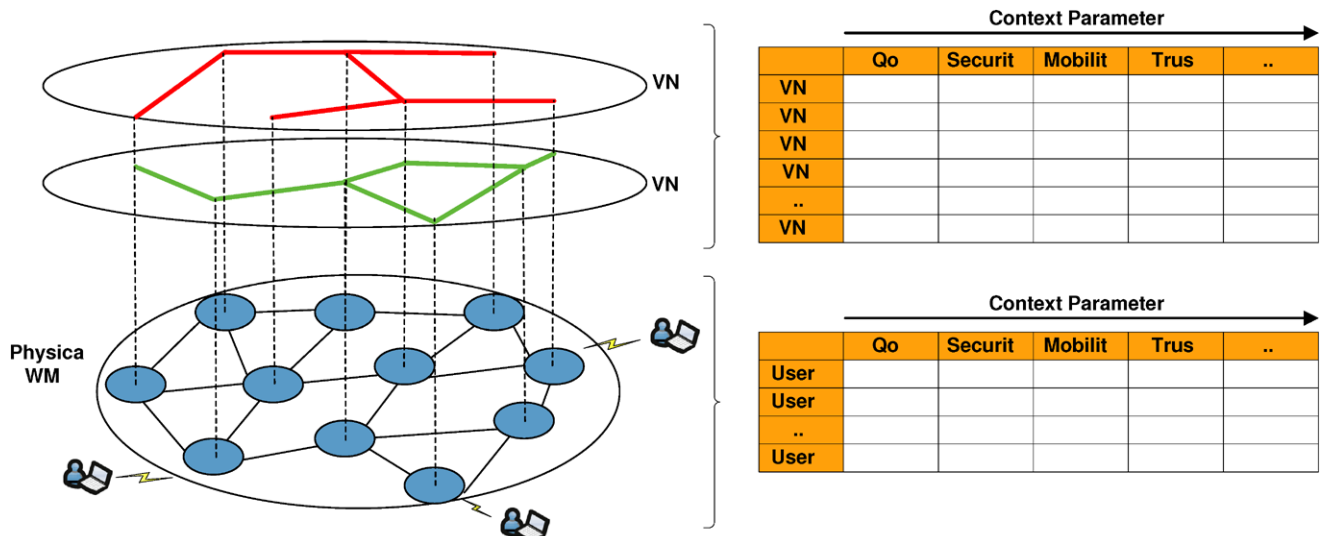 VN
VN
Physica
WM
Context Parameter
Qo Securit Mobilit Trus ..
VN
VN
VN
VN
..
VN
Context Parameter
Qo Securit Mobilit Trus ..
User
User
..
User